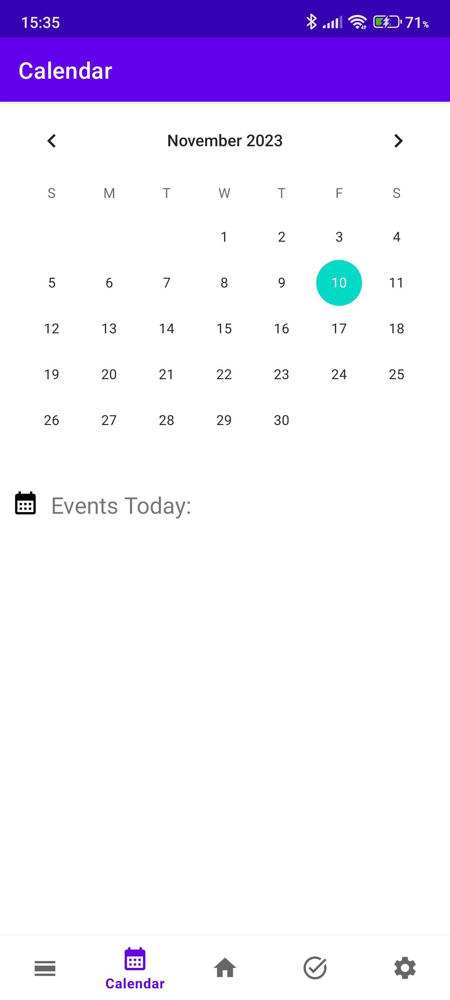 15:35 71%
Calendar
November 2023
S M T W T F S
1 2 3 4
5 6 7 8 9 10 11
12 13 14 15 16 17 18
19 20 21 22 23 24 25
26 27 28 29 30
Events Today:
Calendar